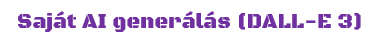 Saját AI generálás (DALL-E 3)